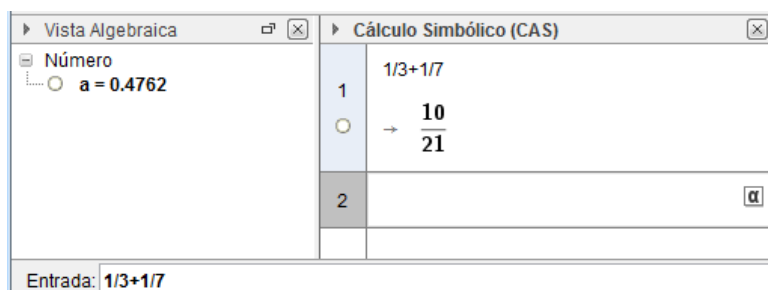 Vista Algebraica
Número
a = 0.4762
Cálculo Simbólico (CAS)
1
1/3+1/7
→ 10/21
2
α
Entrada: 1/3+1/7